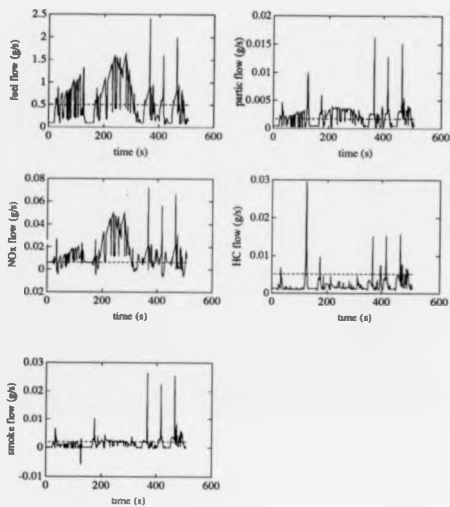 2.5
2
1.5
1
0.5
0
0 200 400 600
fuel flow (g/s)
time (s)
0.02
0.015
0.01
0.005
0
0 200 400 600
partic flow (g/s)
time (s)
0.08
0.06
0.04
0.02
0
0.02
0 200 400 600
NOx flow (g/s)
time (s)
0.03
0.02
0.01
0
0 200 400 600
HC flow (g/s)
time (s)
0.03
0.02
0.01
0
-0.01
0 200 400 600
smoke flow (g/s)
time (s)